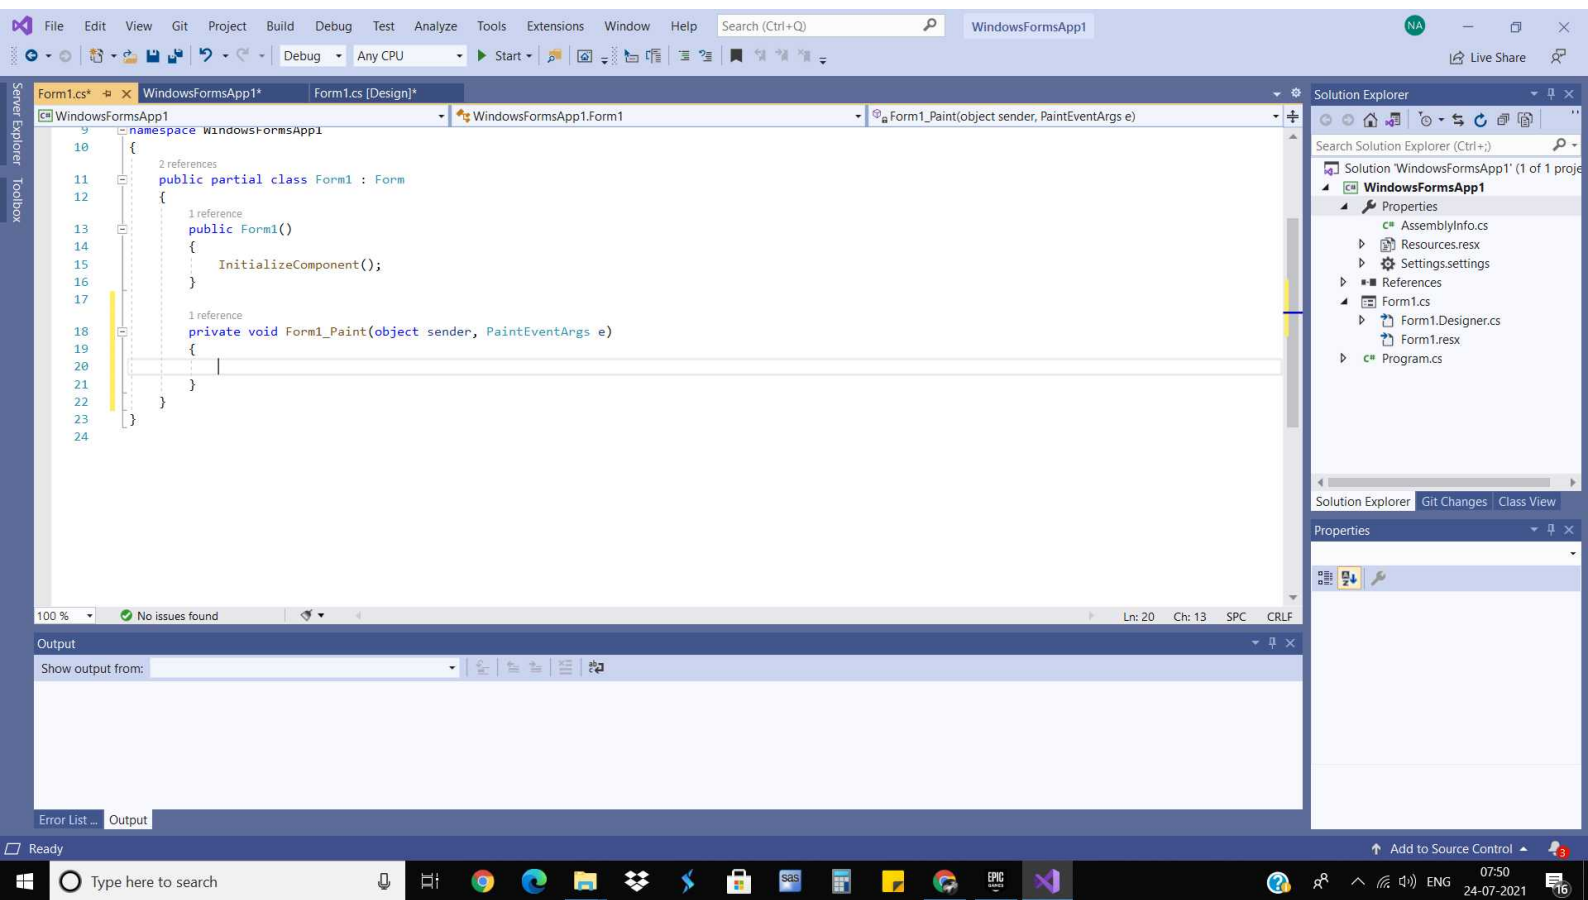 File Edit View Git Project Build Debug Test Analyze Tools Extensions Window Help Search (Ctrl+Q) WindowsFormsApp1 NA
Debug Any CPU Start Live Share
Server Explorer
Toolbox
Form1.cs* WindowsFormsApp1* Form1.cs [Design]*
WindowsFormsApp1 WindowsFormsApp1.Form1 Form1_Paint(object sender, PaintEventArgs e)
9 namespace WindowsFormsApp1
10 {
2 references
11 public partial class Form1 : Form
12 {
1 reference
13 public Form1()
14 {
15 InitializeComponent();
16 }
17
1 reference
18 private void Form1_Paint(object sender, PaintEventArgs e)
19 {
20
21 }
22 }
23 }
24
100 % No issues found Ln: 20 Ch: 13 SPC CRLF
Output
Show output from:
Error List ... Output
Solution Explorer
Search Solution Explorer (Ctrl+;)
Solution 'WindowsFormsApp1' (1 of 1 proje
WindowsFormsApp1
Properties
AssemblyInfo.cs
Resources.resx
Settings.settings
References
Form1.cs
Form1.Designer.cs
Form1.resx
Program.cs
Solution Explorer Git Changes Class View
Properties
Ready Add to Source Control 3
Type here to search sas EPIC GAMES ENG 07:50
24-07-2021 16